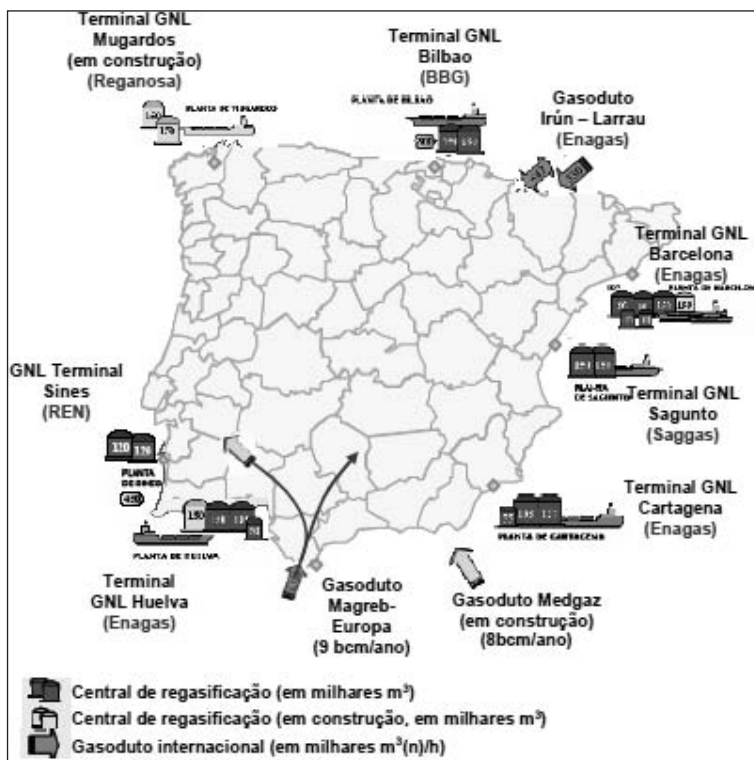 Terminal GNL
Mugardos
(em construção)
(Reganosa)
Terminal GNL
Bilbao
(BBG)
PLANTA DE BILBAO
Gasoduto
Irún – Larrau
(Enagas)
Terminal GNL
Barcelona
(Enagas)
PLANTA DE BARCELONA
GNL Terminal
Sines
(REN)
Terminal GNL
Sagunto
(Saggas)
PLANTA
DE SAGUNTO
Terminal GNL
Cartagena
(Enagas)
PLANTA DE CARTAGENA
PLANTA DE HUELVA
Terminal
GNL Huelva
(Enagas)
Gasoduto
Magreb-
Europa
(9 bcm/ano)
Gasoduto Medgaz
(em construção)
(8bcm/ano)
Central de regasificação (em milhares m³)
Central de regasificação (em construção, em milhares m³)
Gasoduto internacional (em milhares m³(n)/h)